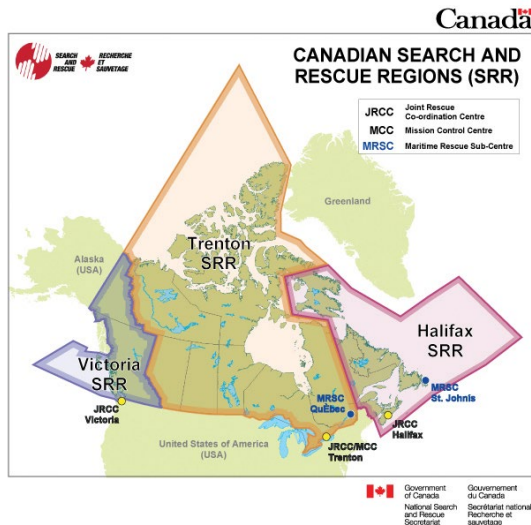 Canada
SEARCH AND
RESCUE
RECHERCHE
ET
SAUVETAGE
CANADIAN SEARCH AND
RESCUE REGIONS (SRR)
JRCC Joint Rescue
Co-ordination Centre
MCC Mission Control Centre
MRSC Maritime Rescue Sub-Centre
Greenland
Alaska
(USA)
Trenton
SRR
Halifax
SRR
Victoria
SRR
MRSC
St. Johnís
MRSC
QuÈbec
JRCC
Victoria
JRCC
Halifax
JRCC/MCC
Trenton
United States of America
(USA)
Government
of Canada
Gouvernement
du Canada
National Search
and Rescue
Secretariat
Secrétariat national
Recherche et
sauvetage